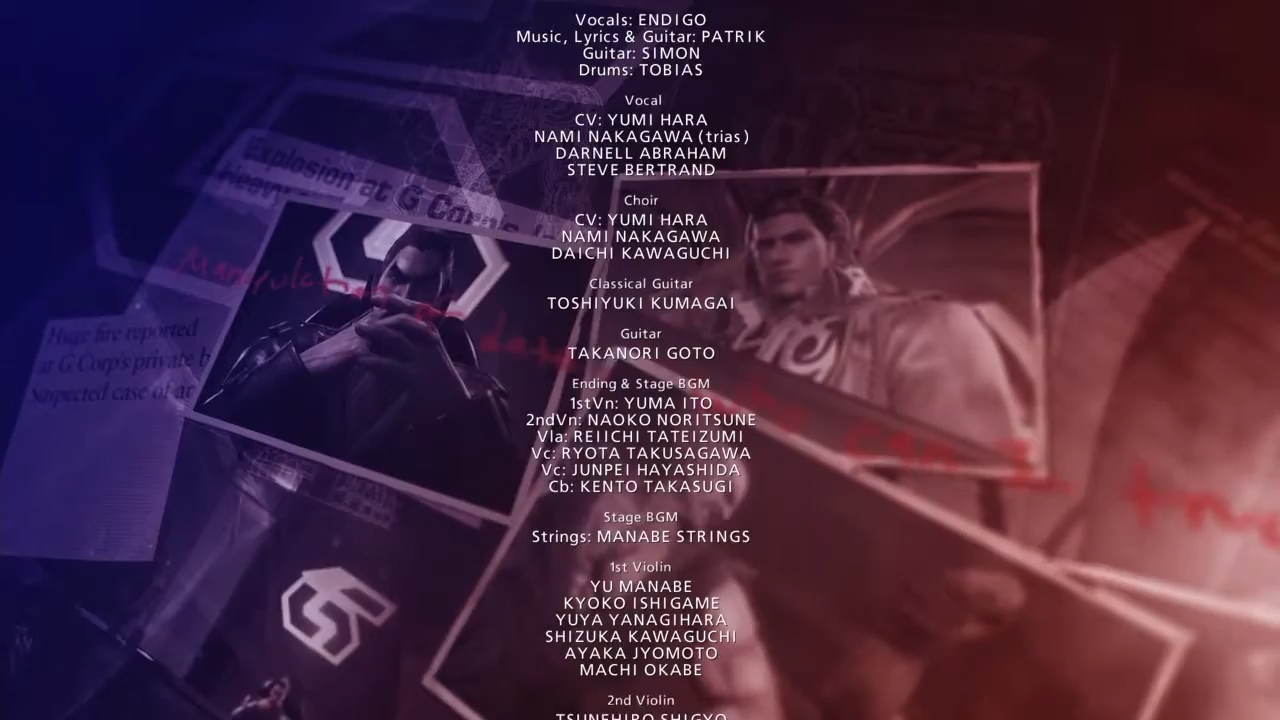 Vocals: ENDIGO
Music, Lyrics & Guitar: PATRIK
Guitar: SIMON
Drums: TOBIAS
Vocal
CV: YUMI HARA
NAMI NAKAGAWA (trias)
DARNELL ABRAHAM
STEVE BERTRAND
Choir
CV: YUMI HARA
NAMI NAKAGAWA
DAICHI KAWAGUCHI
Classical Guitar
TOSHIYUKI KUMAGAI
Guitar
TAKANORI GOTO
Ending & Stage BGM
1stVn: YUMA ITO
2ndVn: NAOKO NORITSUNE
Vla: REIICHI TATEIZUMI
Vc: RYOTA TAKUSAGAWA
Vc: JUNPEI HAYASHIDA
Cb: KENTO TAKASUGI
Stage BGM
Strings: MANABE STRINGS
1st Violin
YU MANABE
KYOKO ISHIGAME
YUYA YANAGIHARA
SHIZUKA KAWAGUCHI
AYAKA JYOMOTO
MACHI OKABE
2nd Violin
TSUNEHIRO SHIGYO
Explosion at G Corp's
Huge fire reported
at G Corp's private
Suspected case of ar
can I